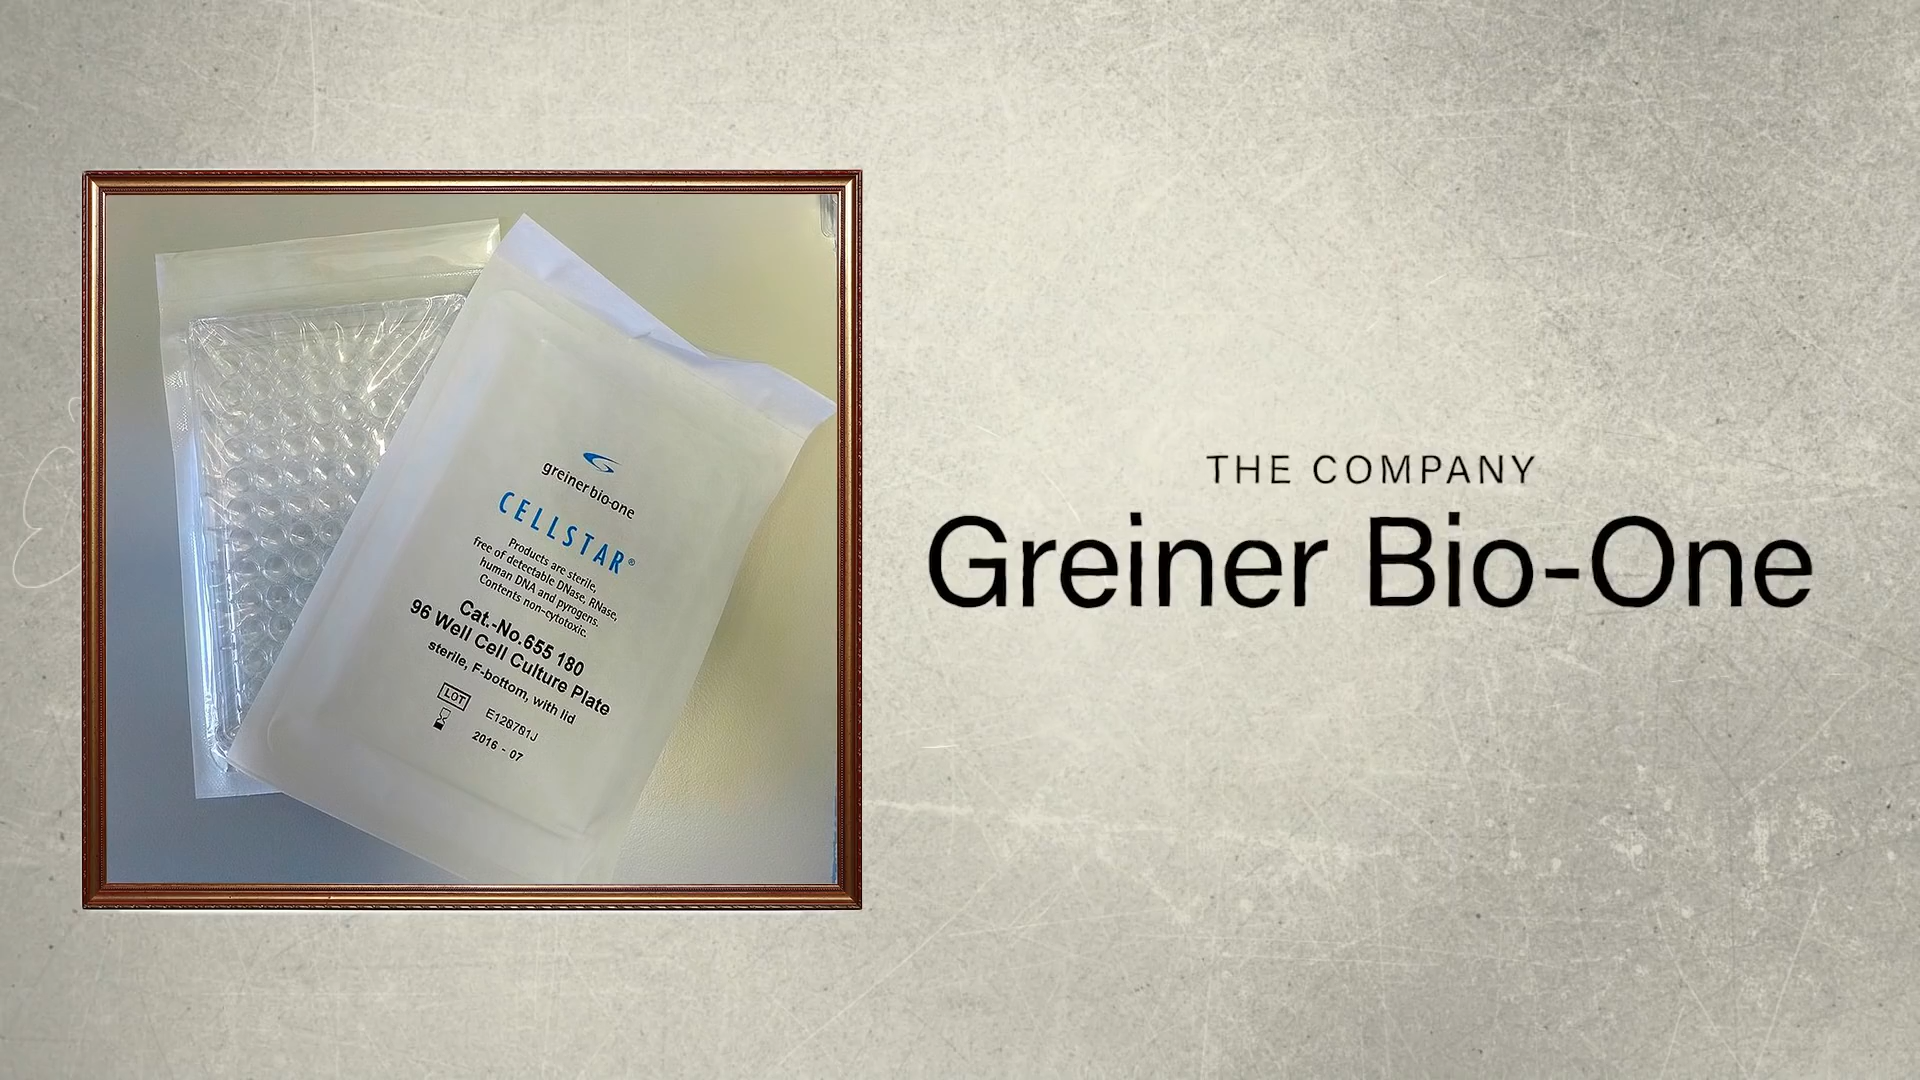 greiner bio-one
CELLSTAR®
Products are sterile,
free of detectable DNase, RNase,
human DNA and pyrogens.
Contents non-cytotoxic.
Cat.-No.655 180
96 Well Cell Culture Plate
sterile, F-bottom, with lid
LOT E120701J
2016 - 07
THE COMPANY
Greiner Bio-One